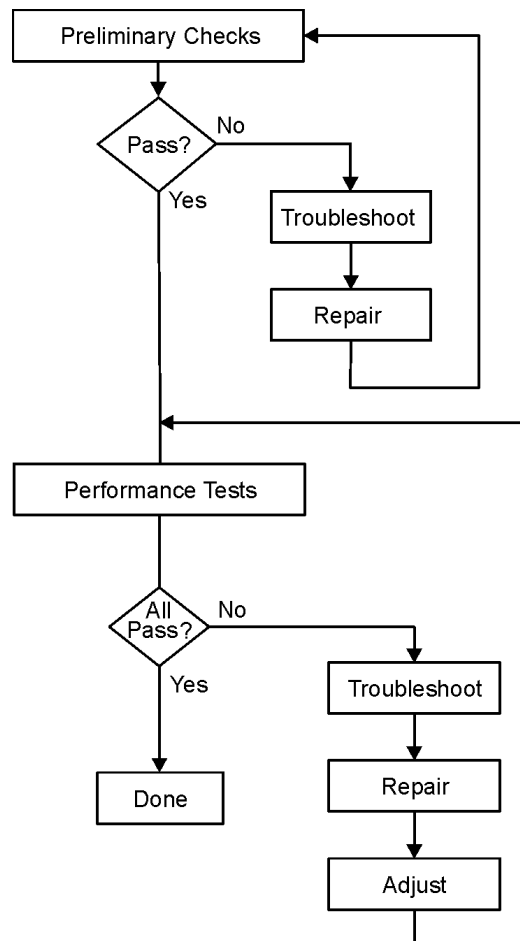 Preliminary Checks
Pass?
No
Yes
Troubleshoot
Repair
Performance Tests
All
Pass?
No
Yes
Troubleshoot
Done
Repair
Adjust